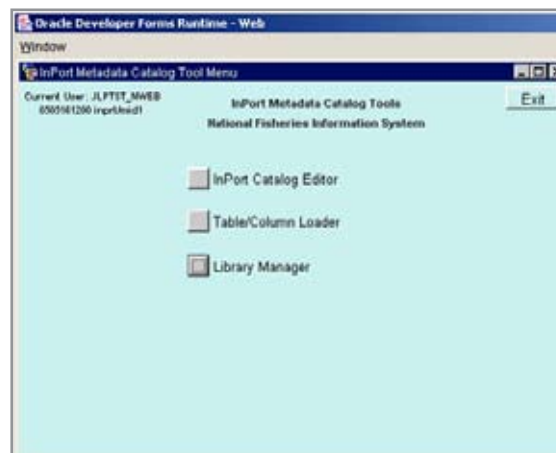 Oracle Developer Forms Runtime - Web
Window
InPort Metadata Catalog Tool Menu
Current User: JLPTST_NWEB
InPort Metadata Catalog Tools
Exit
National Fisheries Information System
InPort Catalog Editor
Table/Column Loader
Library Manager